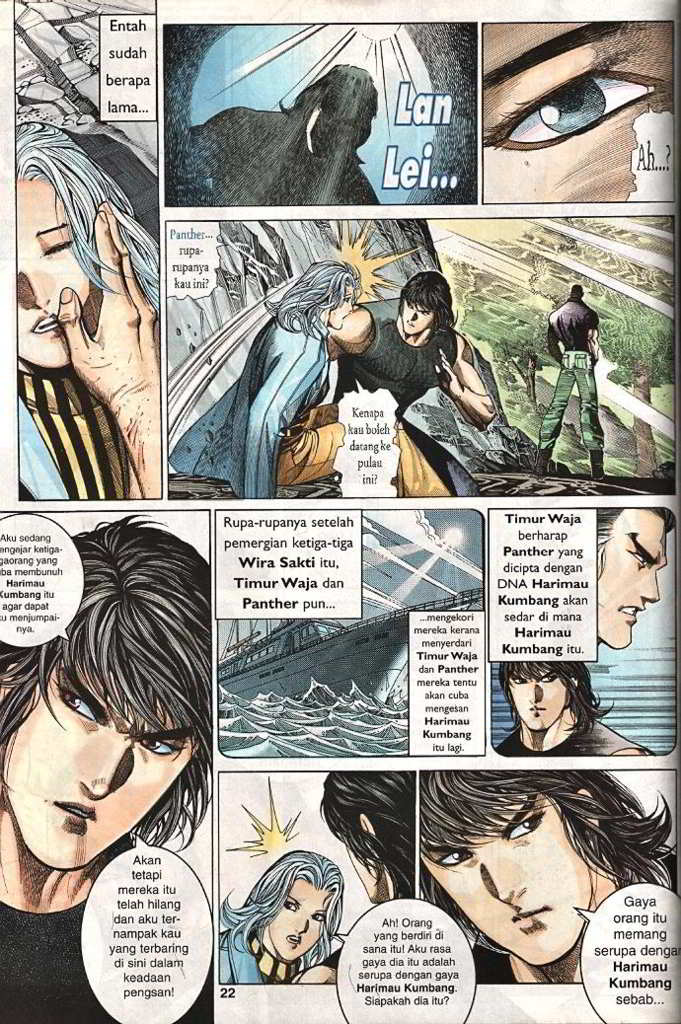 Entah
sudah
berapa
lama...
Lan
Lei...
Ah...?
Panther...
rupa-
rupanya
kau ini?
Kenapa
kau boleh
datang ke
pulau
ini?
Aku sedang
engejar ketiga-
gaorang yang
ba membunuh
Harimau
Kumbang itu
agar dapat
u menjumpai-
nya.
Akan
tetapi
mereka itu
telah hilang
dan aku ter-
nampak kau
yang terbaring
di sini dalam
keadaan
pengsan!
Rupa-rupanya setelah
pemergian ketiga-tiga
Wira Sakti itu,
Timur Waja dan
Panther pun...
...mengekori
mereka kerana
menyerdari
Timur Waja
dan Panther
mereka tentu
akan cuba
mengesan
Harimau
Kumbang
itu lagi.
Timur Waja
berharap
Panther yang
dicipta dengan
DNA Harimau
Kumbang akan
sedar di mana
Harimau
Kumbang itu.
Ah! Orang
yang berdiri di
sana itu! Aku rasa
gaya dia itu adalah
serupa dengan gaya
Harimau Kumbang.
Siapakah dia itu?
Gaya
orang itu
memang
serupa dengan
Harimau
Kumbang
sebab...
22